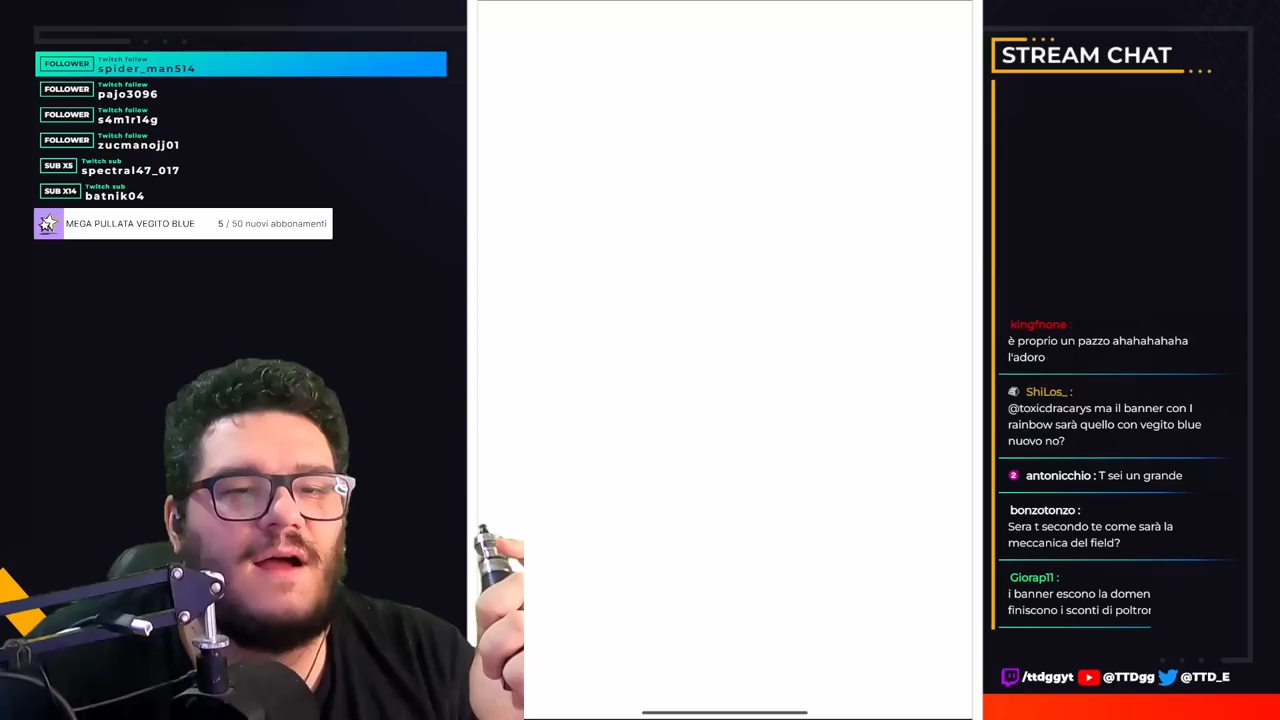 FOLLOWER
Twitch follow
spider_man514
FOLLOWER
Twitch follow
pajo3096
FOLLOWER
Twitch follow
s4m1r14g
FOLLOWER
Twitch follow
zucmanojj01
SUB X5
Twitch sub
spectral47_017
SUB X14
Twitch sub
batnik04
MEGA PULLATA VEGITO BLUE 5 / 50 nuovi abbonamenti
STREAM CHAT
kingfnone :
è proprio un pazzo ahahahahaha
l'adoro
ShiLos_ :
@toxicdracarys ma il banner con I
rainbow sarà quello con vegito blue
nuovo no?
2 antonicchio : T sei un grande
bonzotonzo :
Sera t secondo te come sarà la
meccanica del field?
Giorap11 :
i banner escono la domen
finiscono i sconti di poltror
/ttdggyt @TTDgg @TTD_E